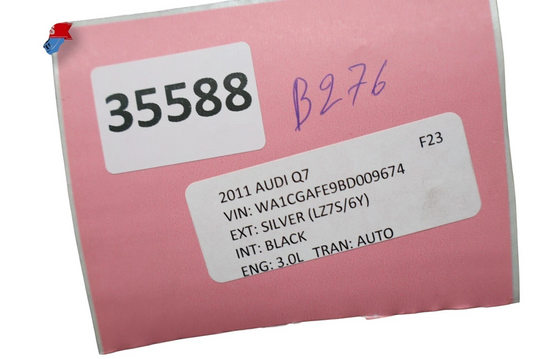 35588
B276
F23
2011 AUDI Q7
VIN: WA1CGAFE9BD009674
EXT: SILVER (LZ7S/6Y)
INT: BLACK
ENG: 3.0L TRAN: AUTO